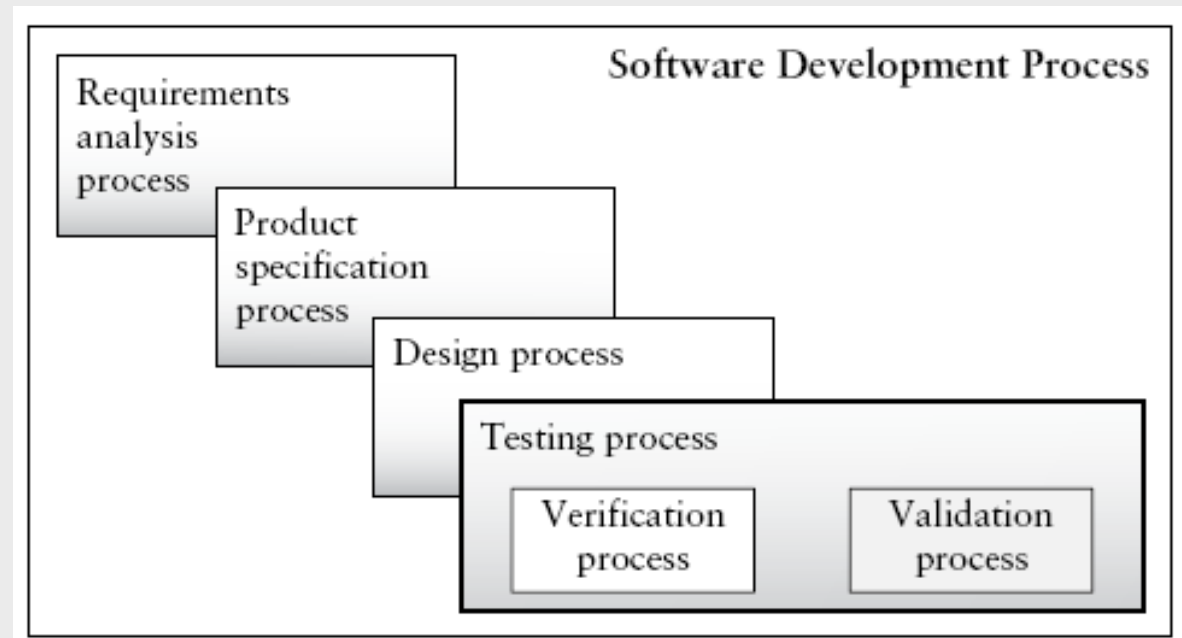 Software Development Process
Requirements
analysis
process
Product
specification
process
Design process
Testing process
Verification
process
Validation
process